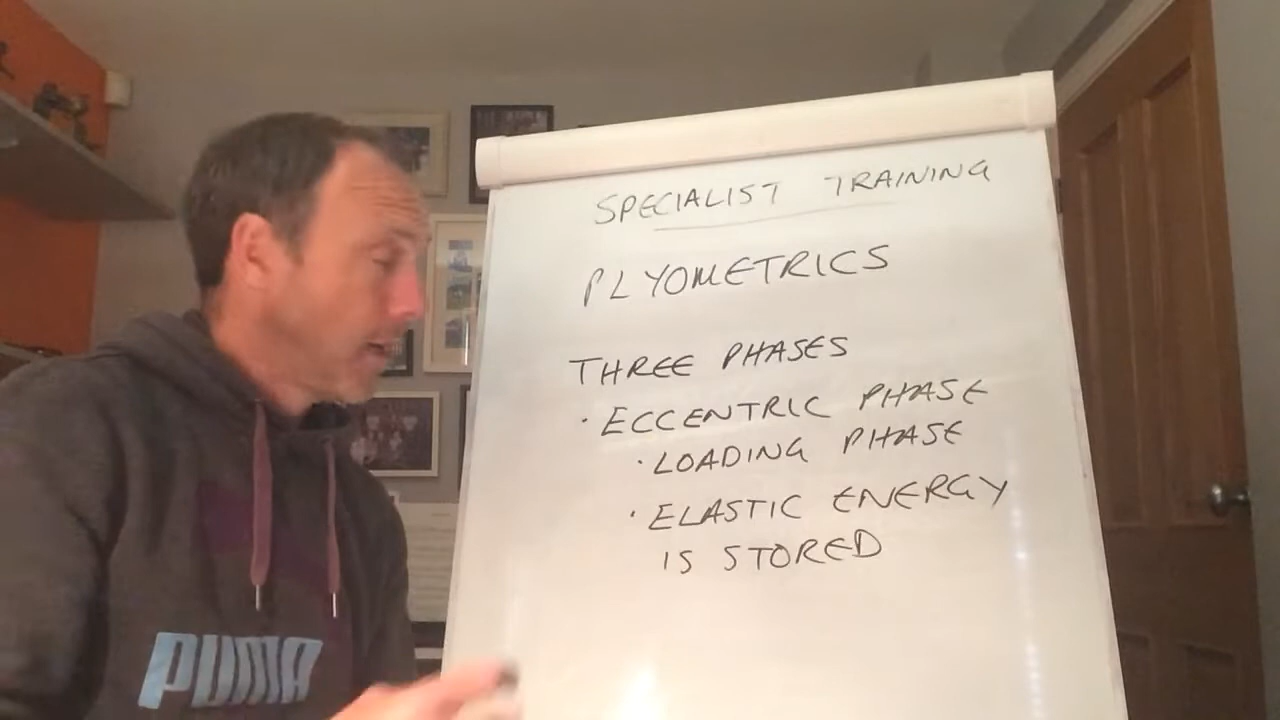 SPECIALIST TRAINING
PLYOMETRICS
THREE PHASES
· ECCENTRIC PHASE
· LOADING PHASE
· ELASTIC ENERGY
IS STORED
PUMA